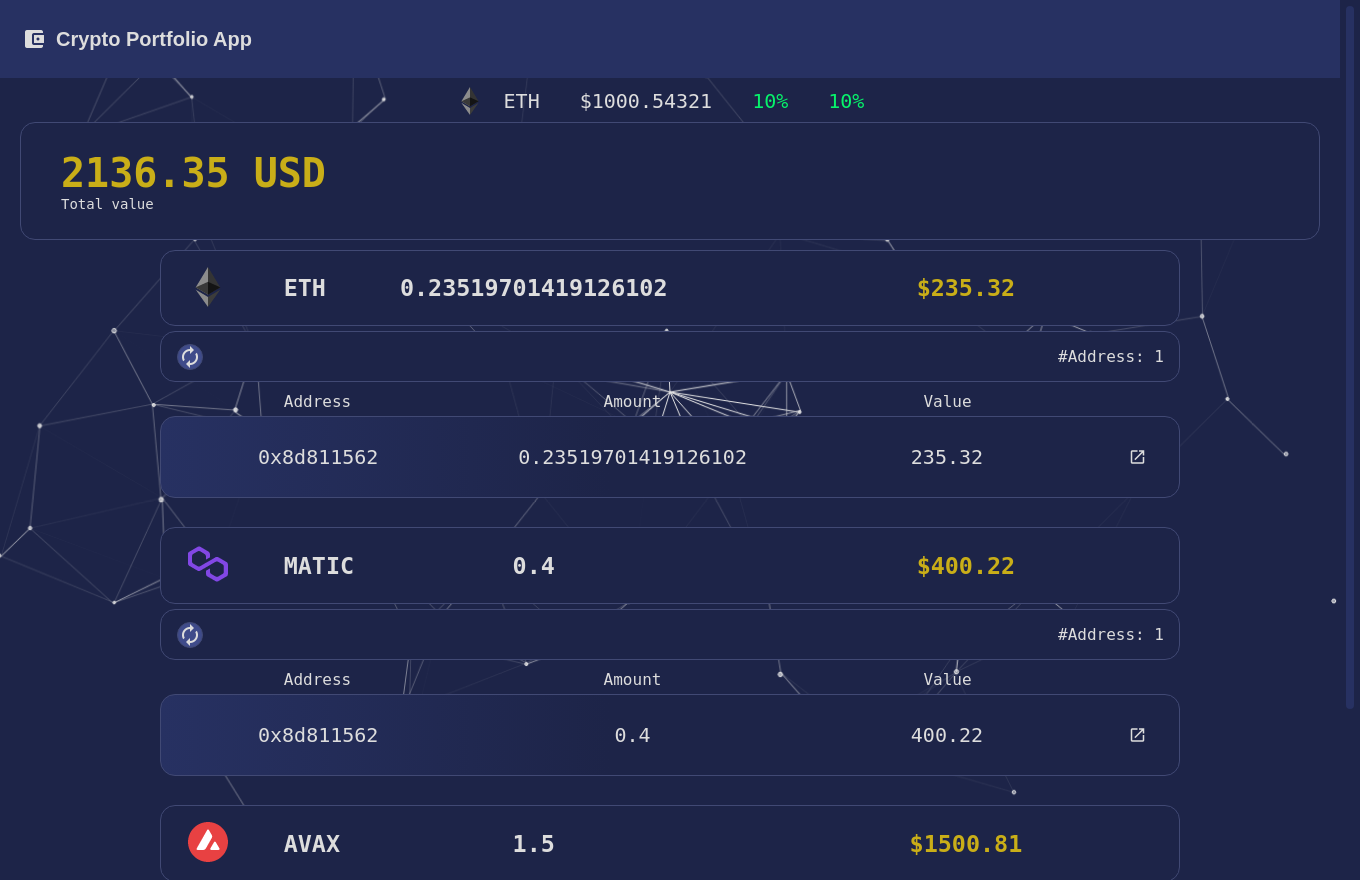 Crypto Portfolio App
ETH $1000.54321 10% 10%
2136.35 USD
Total value
ETH 0.23519701419126102 $235.32
#Address: 1
Address Amount Value
0x8d811562 0.23519701419126102 235.32
MATIC 0.4 $400.22
#Address: 1
Address Amount Value
0x8d811562 0.4 400.22
AVAX 1.5 $1500.81